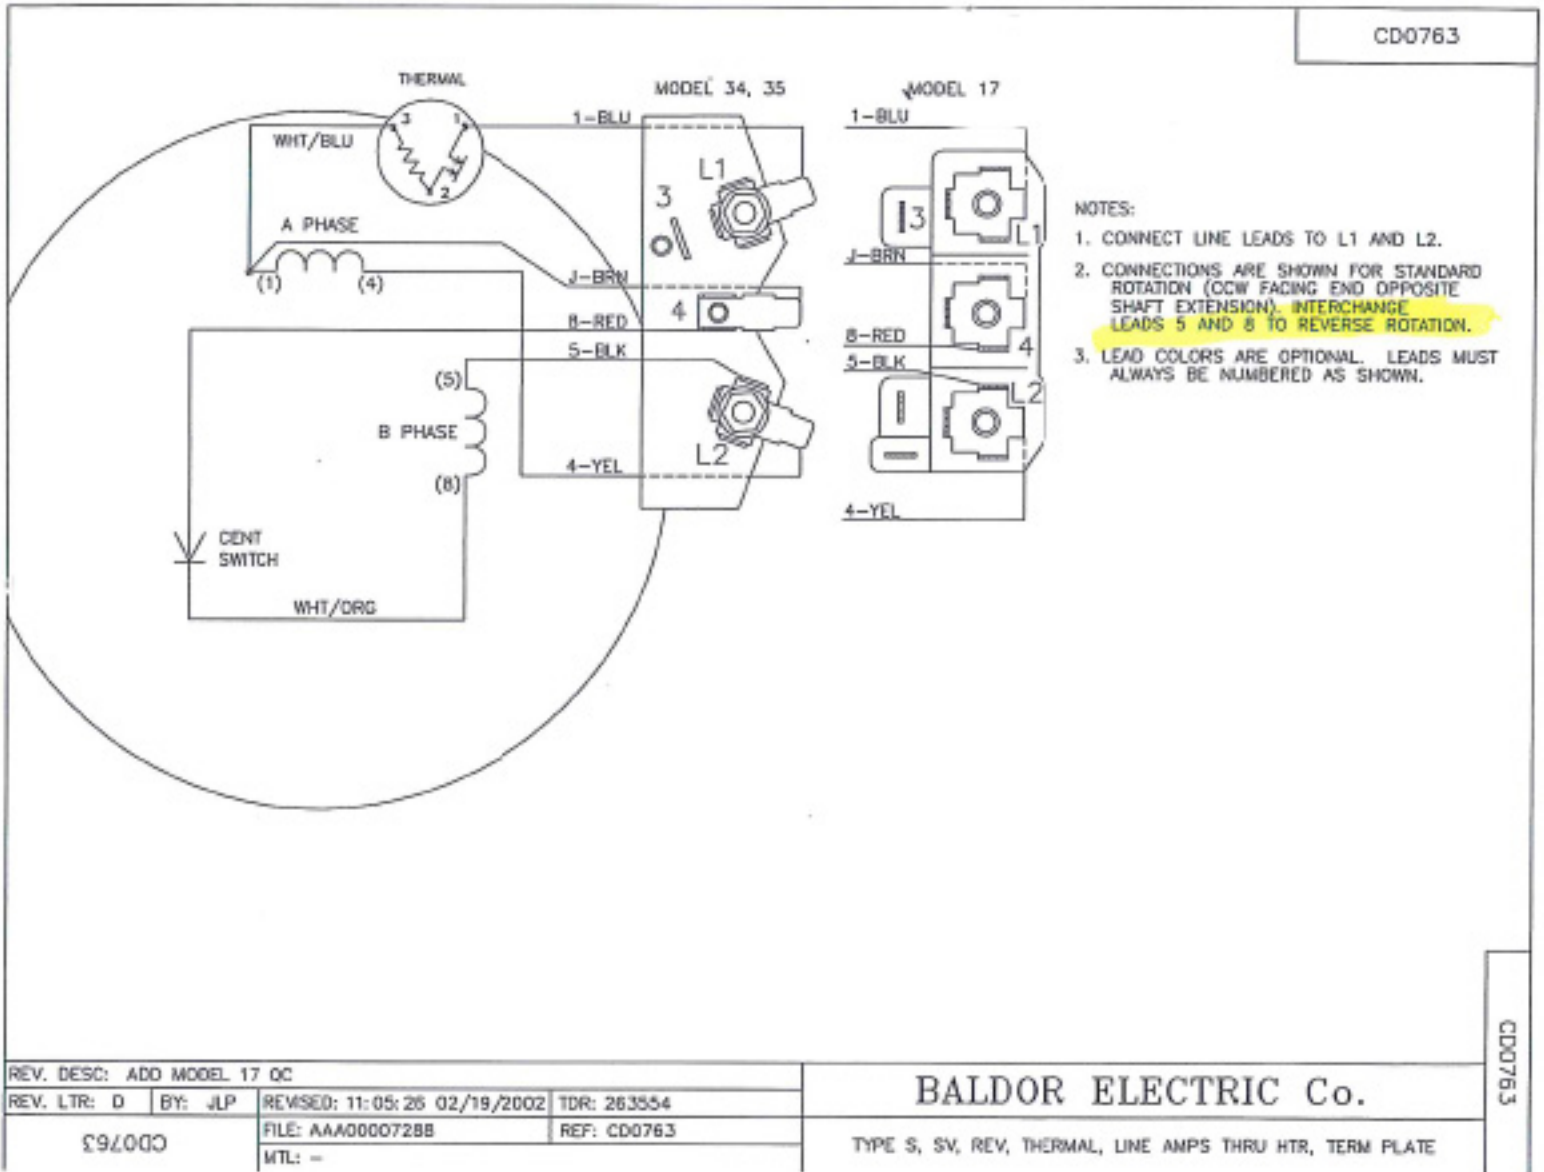 CD0763
THERMAL
MODEL 34, 35
MODEL 17
3
1
2
WHT/BLU
1-BLU
1-BLU
L1
3
3
L1
A PHASE
(1)
(4)
J-BRN
J-BRN
4
8-RED
8-RED
4
5-BLK
5-BLK
L2
(5)
B PHASE
(8)
L2
4-YEL
4-YEL
CENT
SWITCH
WHT/ORG
NOTES:
1. CONNECT LINE LEADS TO L1 AND L2.
2. CONNECTIONS ARE SHOWN FOR STANDARD
ROTATION (CCW FACING END OPPOSITE
SHAFT EXTENSION). INTERCHANGE
LEADS 5 AND 8 TO REVERSE ROTATION.
3. LEAD COLORS ARE OPTIONAL. LEADS MUST
ALWAYS BE NUMBERED AS SHOWN.
CD0763
REV. DESC: ADD MODEL 17 QC
REV. LTR: D
BY: JLP
REVISED: 11:05:26 02/19/2002
TDR: 263554
FILE: AAA00007288
REF: CD0763
MTL: -
CD0763
BALDOR ELECTRIC Co.
TYPE S, SV, REV, THERMAL, LINE AMPS THRU HTR, TERM PLATE